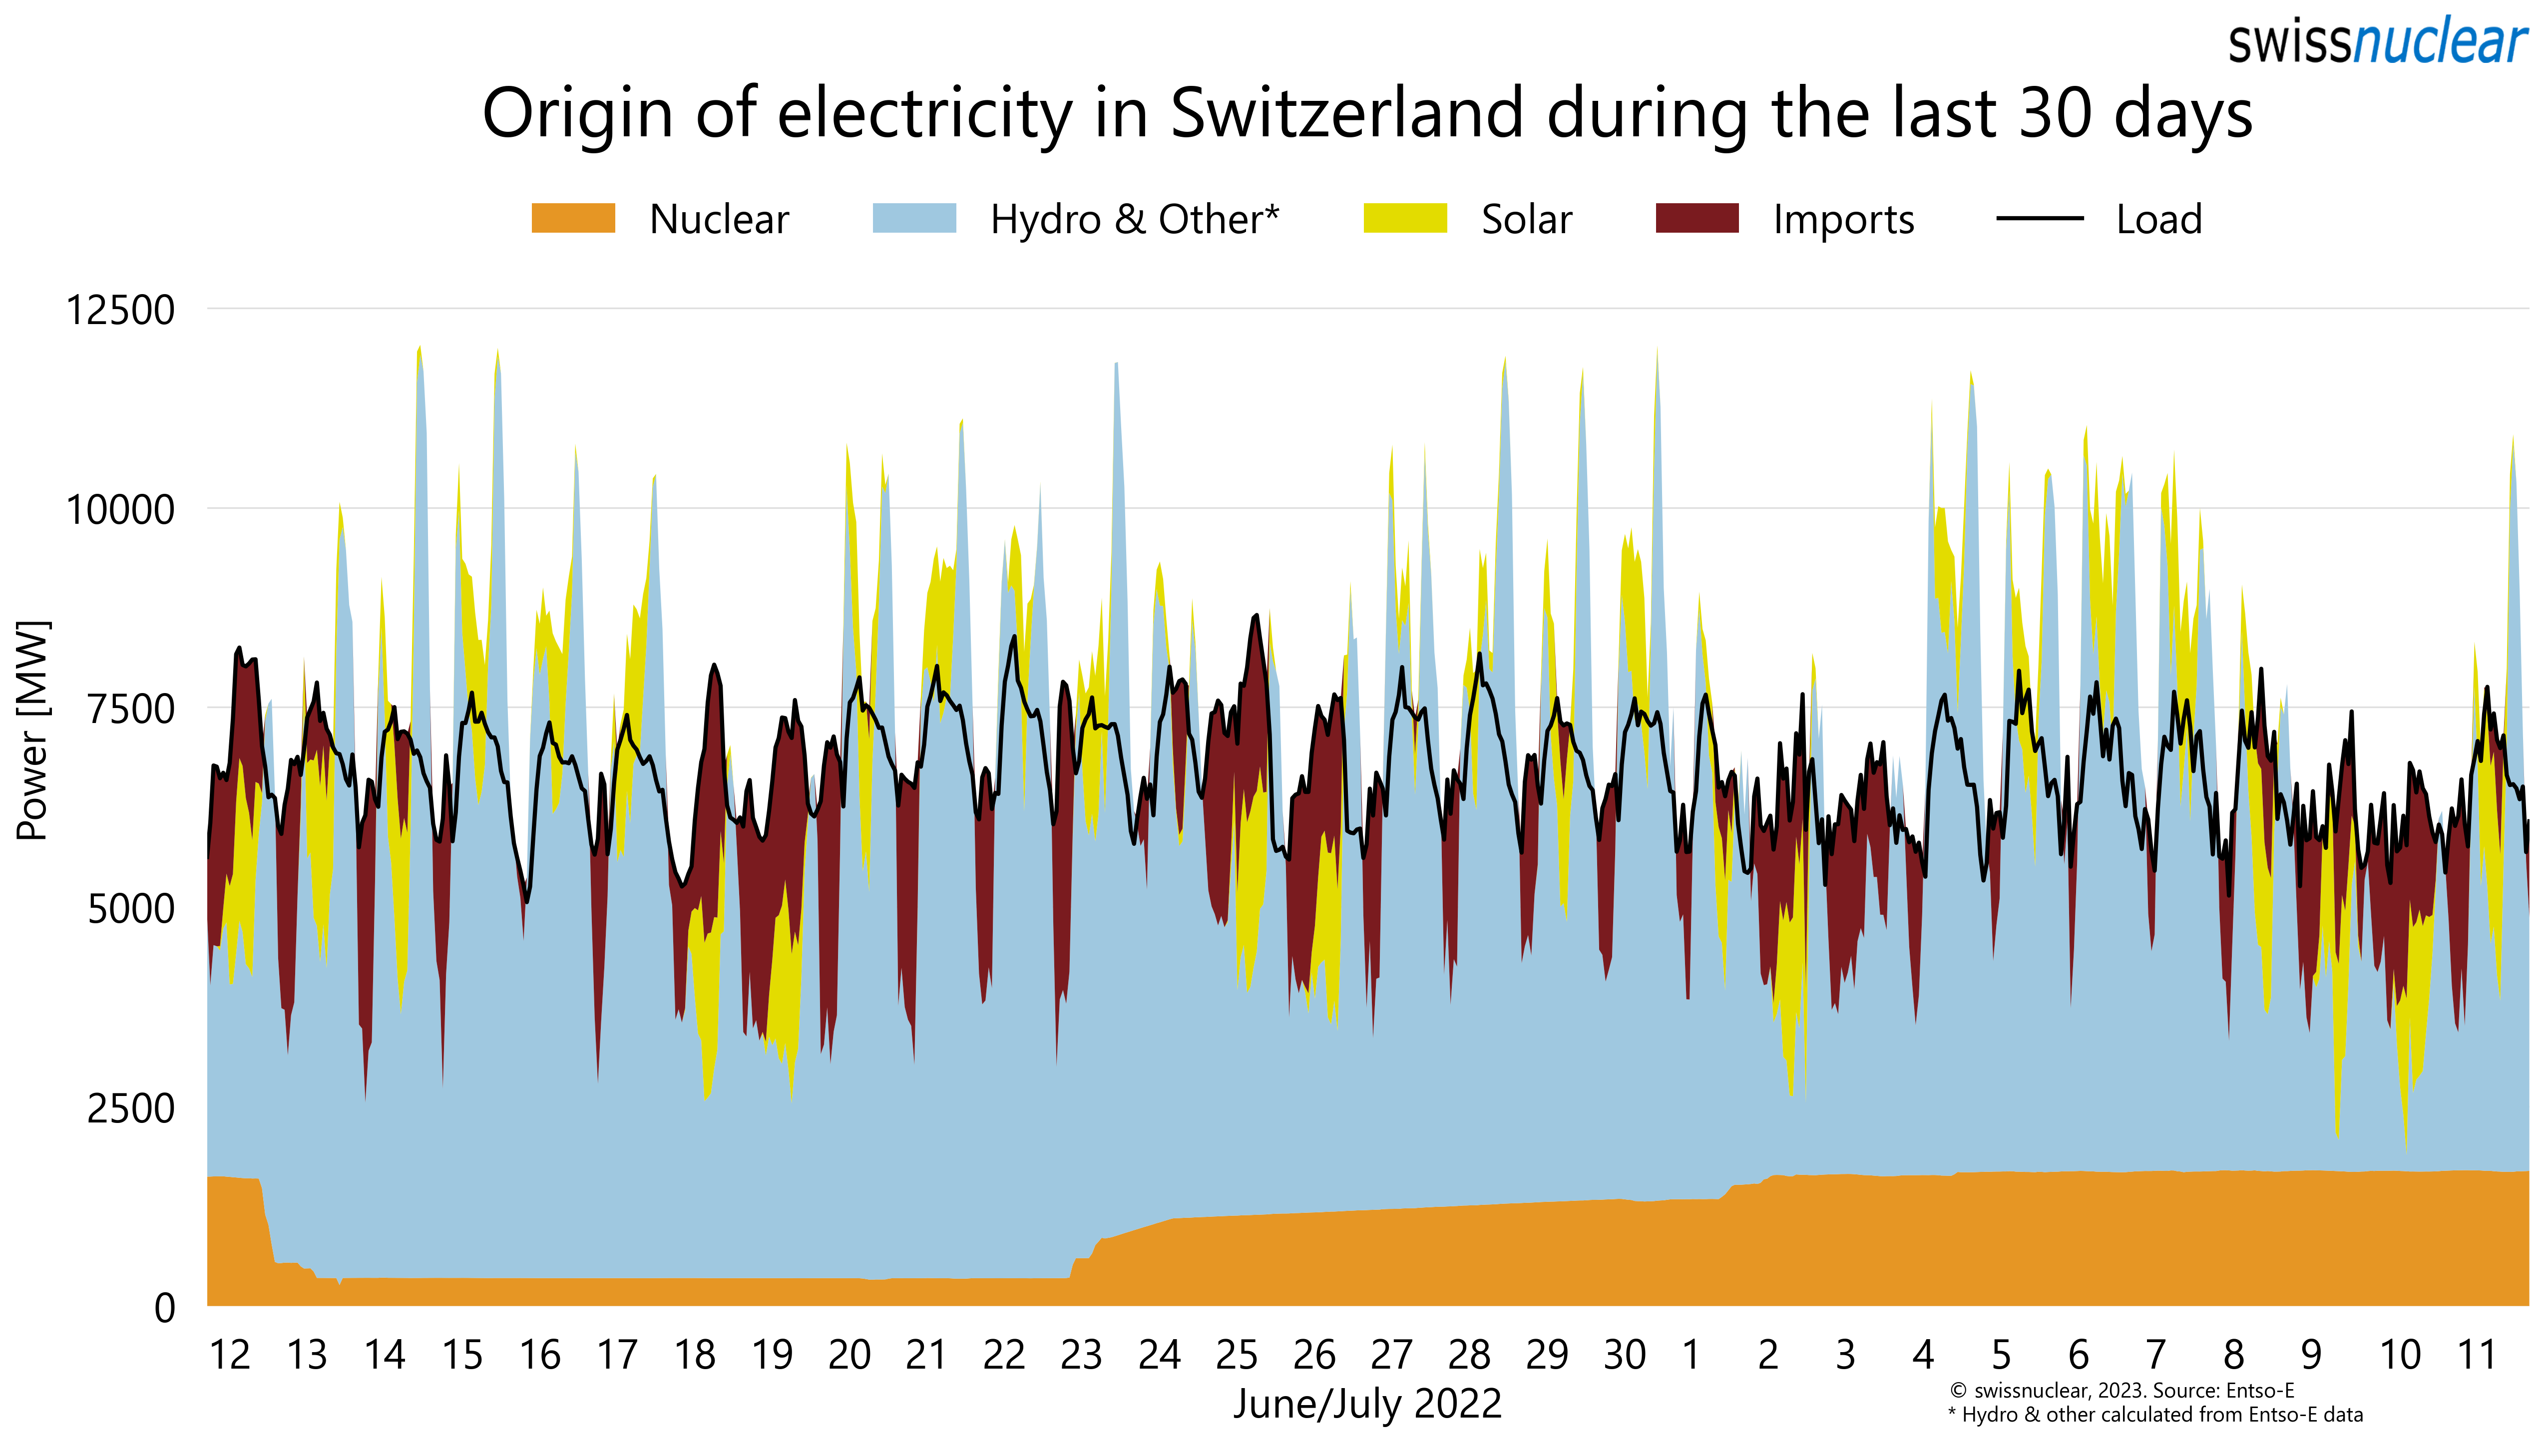 swissnuclear
Origin of electricity in Switzerland during the last 30 days
Nuclear Hydro & Other* Solar Imports Load
12500
10000
7500
5000
2500
0
Power [MW]
12 13 14 15 16 17 18 19 20 21 22 23 24 25 26 27 28 29 30 1 2 3 4 5 6 7 8 9 10 11
June/July 2022
© swissnuclear, 2023. Source: Entso-E
* Hydro & other calculated from Entso-E data